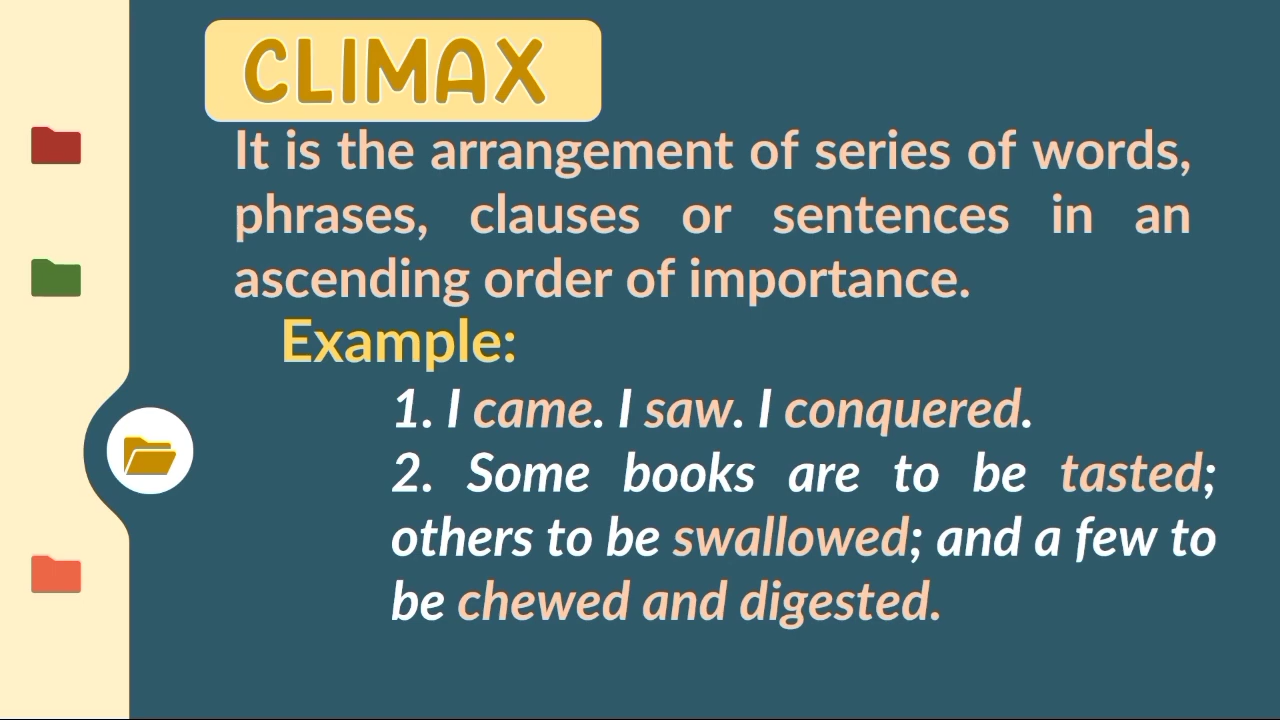 CLIMAX
It is the arrangement of series of words,
phrases, clauses or sentences in an
ascending order of importance.
Example:
1. I came. I saw. I conquered.
2. Some books are to be tasted;
others to be swallowed; and a few to
be chewed and digested.